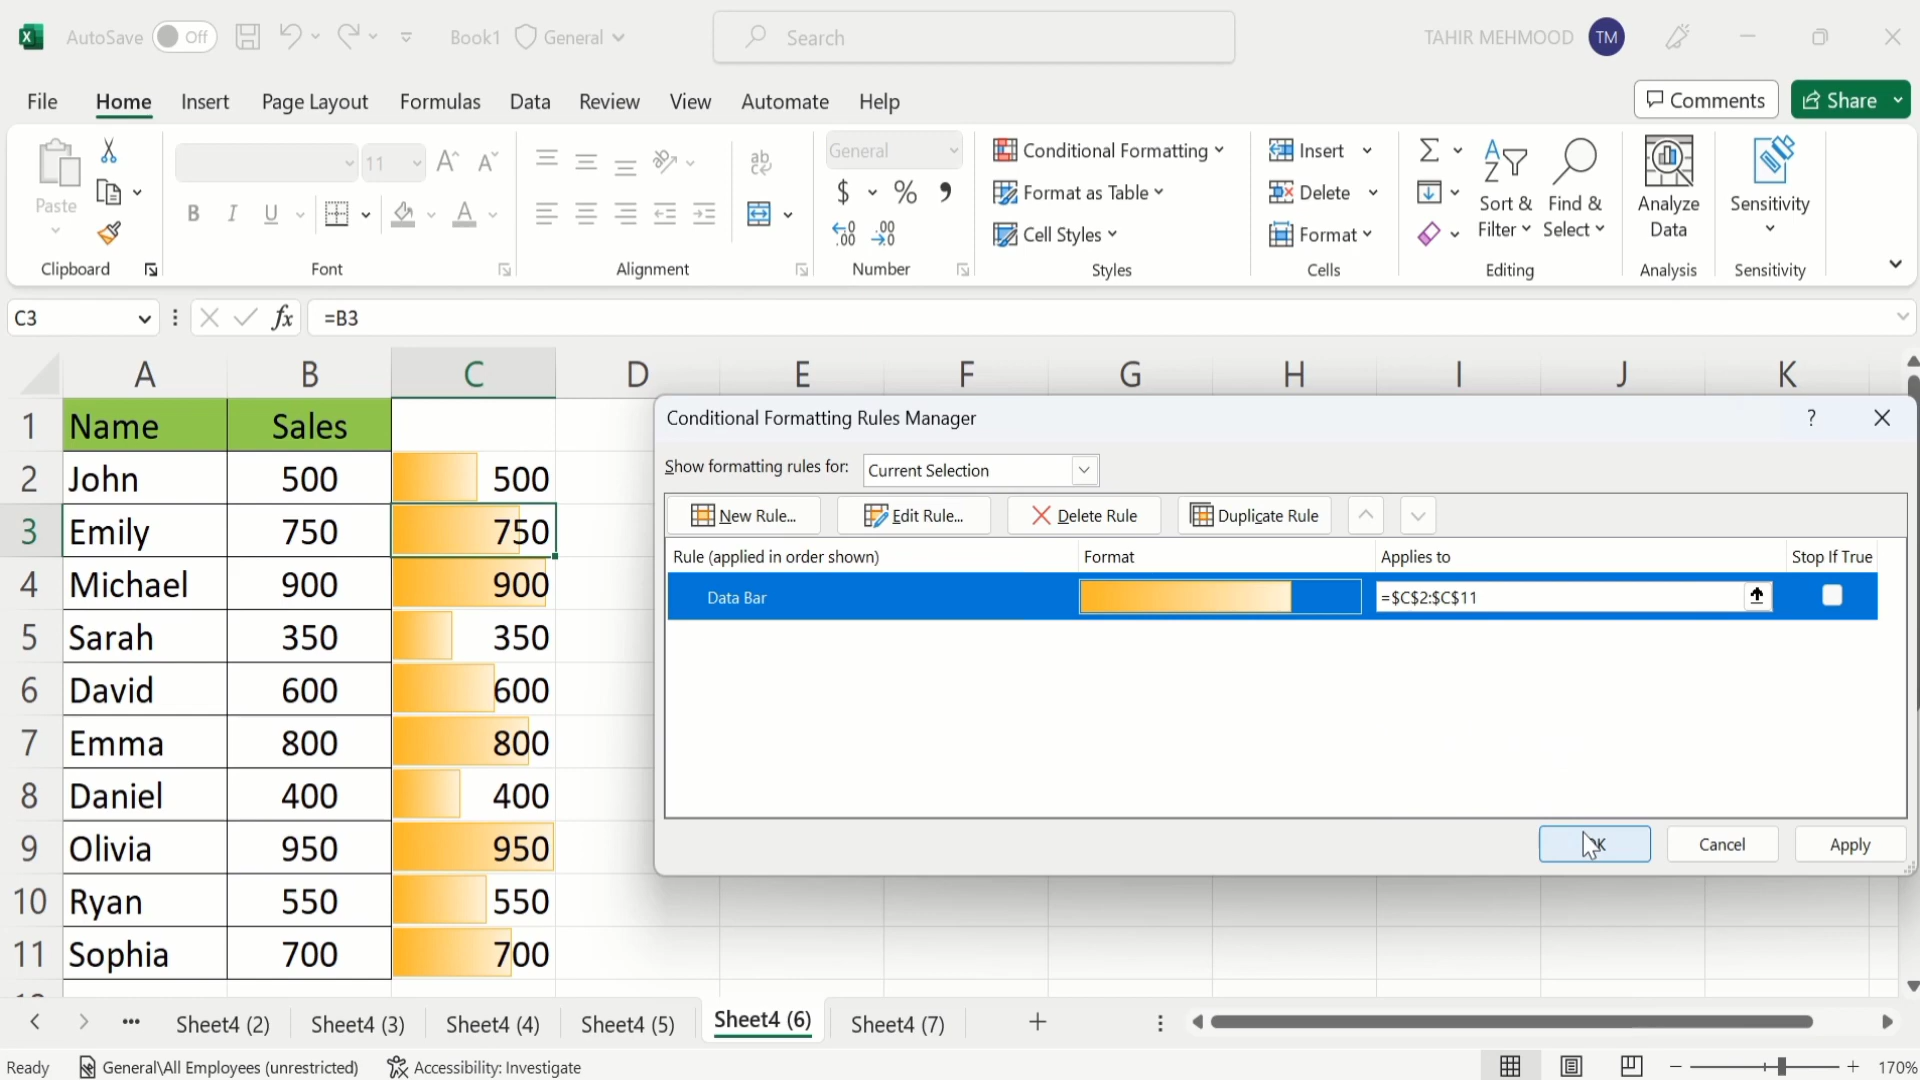 AutoSave Off Book1 General Search TAHIR MEHMOOD TM
File Home Insert Page Layout Formulas Data Review View Automate Help Comments Share
Paste
Clipboard
11
B I U A
Font
ab
Alignment
General
$ % ,
Number
Conditional Formatting
Format as Table
Cell Styles
Styles
Insert
Delete
Format
Cells
Sort & Filter
Find & Select
Editing
Analyze Data
Analysis
Sensitivity
Sensitivity
C3 fx =B3
A B C D E F G H I J K
1 Name Sales
2 John 500 500
3 Emily 750 750
4 Michael 900 900
5 Sarah 350 350
6 David 600 600
7 Emma 800 800
8 Daniel 400 400
9 Olivia 950 950
10 Ryan 550 550
11 Sophia 700 700
Conditional Formatting Rules Manager ?
Show formatting rules for: Current Selection
New Rule... Edit Rule... Delete Rule Duplicate Rule
Rule (applied in order shown) Format Applies to Stop If True
Data Bar =$C$2:$C$11
Cancel Apply
... Sheet4 (2) Sheet4 (3) Sheet4 (4) Sheet4 (5) Sheet4 (6) Sheet4 (7) +
Ready General\All Employees (unrestricted) Accessibility: Investigate 170%